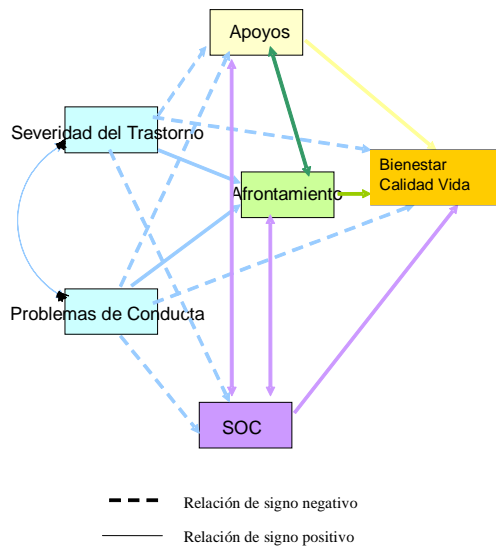 Apoyos
Severidad del Trastorno
Bienestar
Calidad Vida
Afrontamiento
Problemas de Conducta
SOC
Relación de signo negativo
Relación de signo positivo